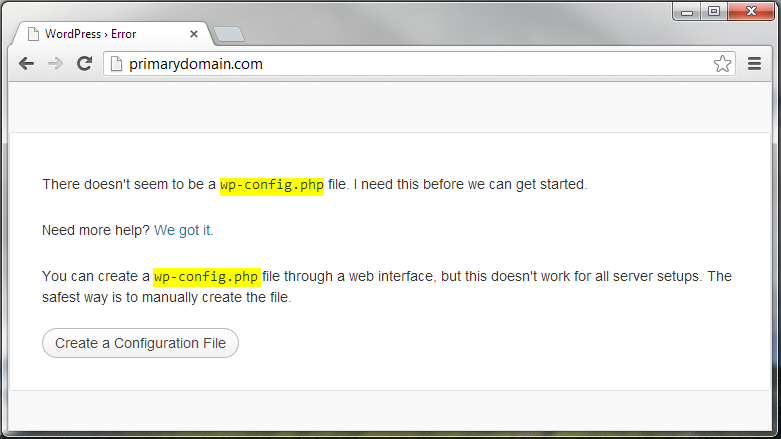 WordPress › Error
primarydomain.com
There doesn't seem to be a wp-config.php file. I need this before we can get started.
Need more help? We got it.
You can create a wp-config.php file through a web interface, but this doesn't work for all server setups. The
safest way is to manually create the file.
Create a Configuration File